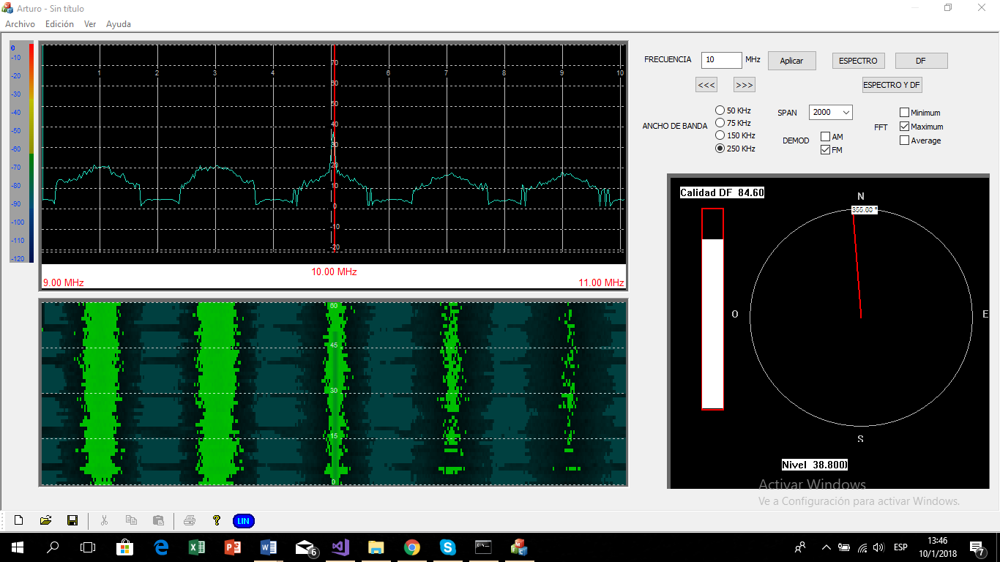 Arturo - Sin título
Archivo Edición Ver Ayuda
0
-10
-20
-30
-40
-50
-60
-70
-80
-90
-100
-110
-120
70
1 2 3 4 6 7 8 9 10
60
50
40
30
20
10
0
-10
-20
10.00 MHz
9.00 MHz 11.00 MHz
60
45
30
15
0
FRECUENCIA 10 MHz Aplicar ESPECTRO DF
<<< >>> ESPECTRO Y DF
ANCHO DE BANDA
50 KHz
75 KHz
150 KHz
250 KHz
SPAN 2000
DEMOD
AM
FM
FFT
Minimum
Maximum
Average
Calidad DF 84.60
N
355.00 °
O E
S
Nivel 38.800)
Activar Windows
Ve a Configuración para activar Windows.
LIN
6
ESP
13:46
10/1/2018
7